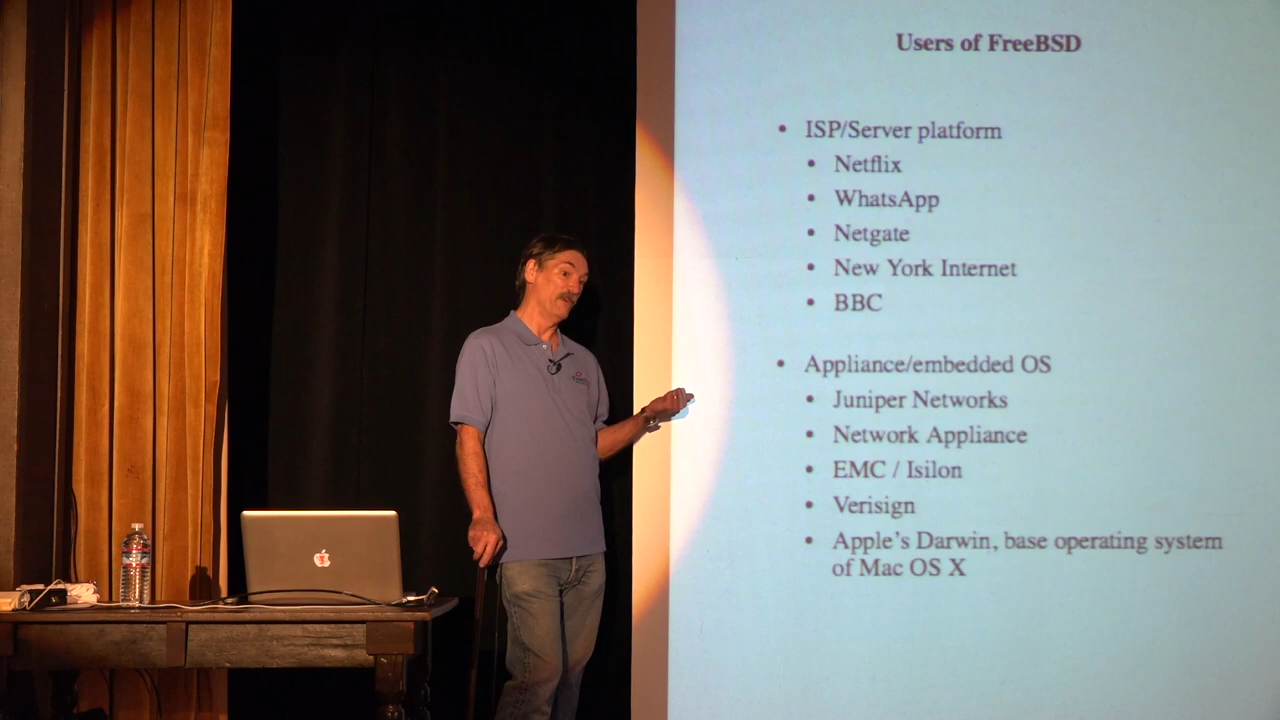 Users of FreeBSD
• ISP/Server platform
• Netflix
• WhatsApp
• Netgate
• New York Internet
• BBC
• Appliance/embedded OS
• Juniper Networks
• Network Appliance
• EMC / Isilon
• Verisign
• Apple's Darwin, base operating system
of Mac OS X